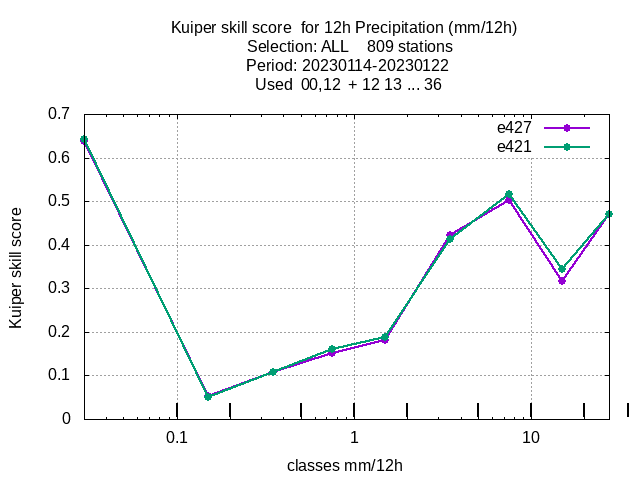 Kuiper skill score  for 12h Precipitation (mm/12h)
Selection: ALL    809 stations
Period: 20230114-20230122
Used  00,12  + 12 13 ... 36
e427
e421
0.7
0.6
0.5
0.4
0.3
0.2
0.1
0
Kuiper skill score
0.1 1 10
classes mm/12h